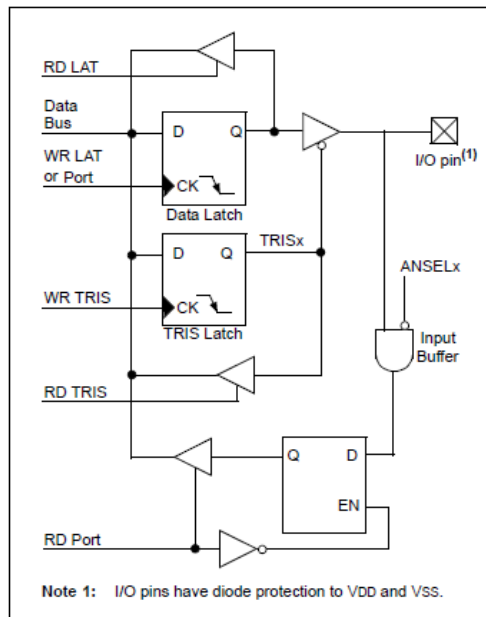 RD LAT
Data
Bus
D Q
I/O pin(1)
WR LAT
or Port
CK
Data Latch
D Q
TRISx
ANSELx
WR TRIS
CK
TRIS Latch
Input
Buffer
RD TRIS
Q D
EN
RD Port
Note 1: I/O pins have diode protection to VDD and VSS.